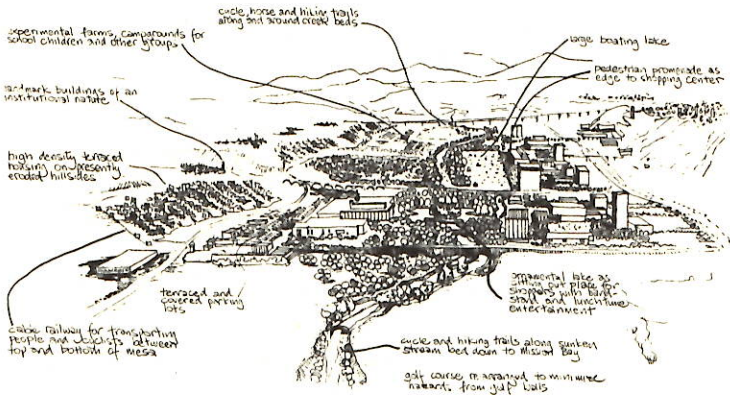 cycle, horse and hiking trails
along and around creek beds
experimental farms, campgrounds for
school children and other groups
large boating lake
pedestrian promenade as
edge to shopping center
landmark buildings of an
institutional nature
high density terraced
housing on presently
eroded hillsides
terraced and
covered parking
lots
ornamental lake as
sitting out place for
shoppers with band-
stand and lunchtime
entertainment
cable railway for transporting
people and cyclists between
top and bottom of mesa
cycle and hiking trails along sunken
stream bed down to Mission Bay
golf course rearranged to minimize
hazards from golf balls